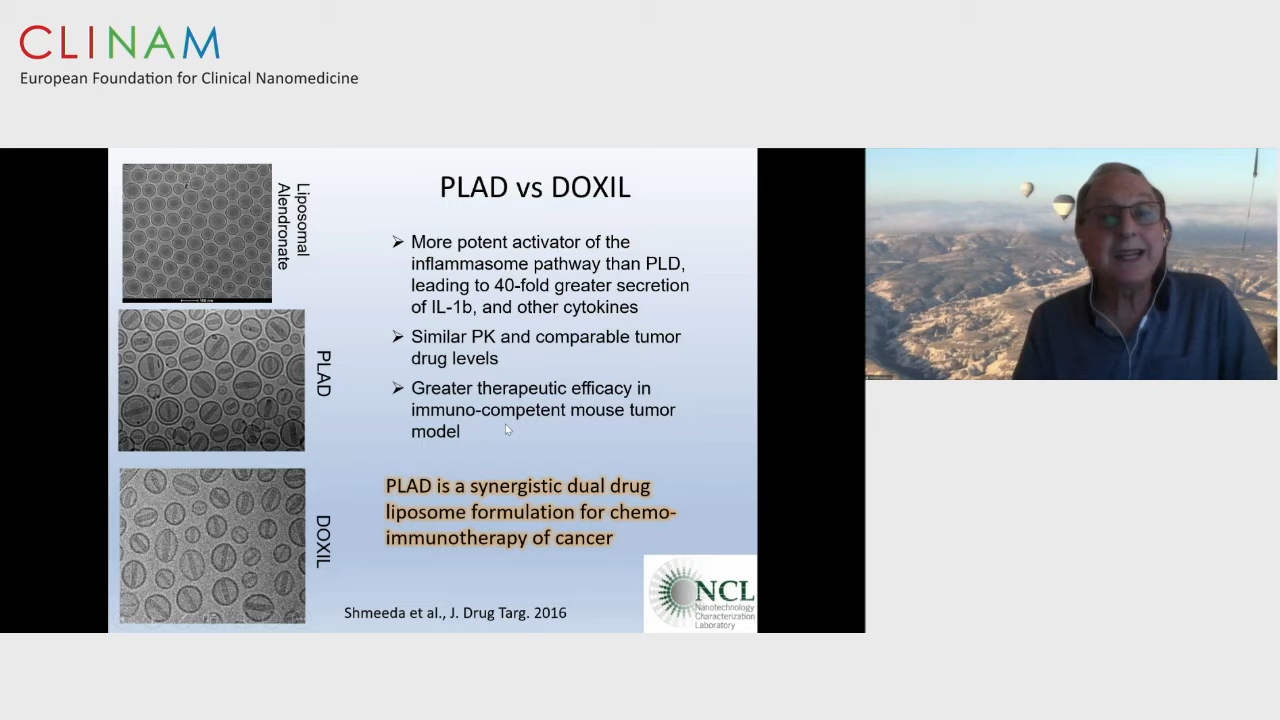 CLINAM
European Foundation for Clinical Nanomedicine
Liposomal
Alendronate
PLAD
DOXIL
PLAD vs DOXIL
➢ More potent activator of the
inflammasome pathway than PLD,
leading to 40-fold greater secretion
of IL-1b, and other cytokines
➢ Similar PK and comparable tumor
drug levels
➢ Greater therapeutic efficacy in
immuno-competent mouse tumor
model
PLAD is a synergistic dual drug
liposome formulation for chemo-
immunotherapy of cancer
Shmeeda et al., J. Drug Targ. 2016
NCL
Nanotechnology
Characterization
Laboratory